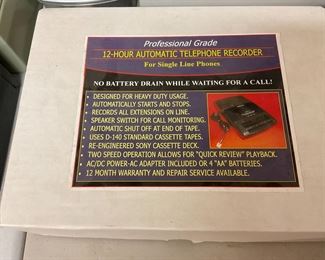 Professional Grade
12-HOUR AUTOMATIC TELEPHONE RECORDER
For Single Line Phones
NO BATTERY DRAIN WHILE WAITING FOR A CALL!
• DESIGNED FOR HEAVY DUTY USAGE.
• AUTOMATICALLY STARTS AND STOPS.
• RECORDS ALL EXTENSIONS ON LINE.
• SPEAKER SWITCH FOR CALL MONITORING.
• AUTOMATIC SHUT OFF AT END OF TAPE.
• USES D-140 STANDARD CASSETTE TAPES.
• RE-ENGINEERED SONY CASSETTE DECK.
• TWO SPEED OPERATION ALLOWS FOR "QUICK REVIEW" PLAYBACK.
• AC/DC POWER-AC ADAPTER INCLUDED OR 4 "AA" BATTERIES.
• 12 MONTH WARRANTY AND REPAIR SERVICE AVAILABLE.